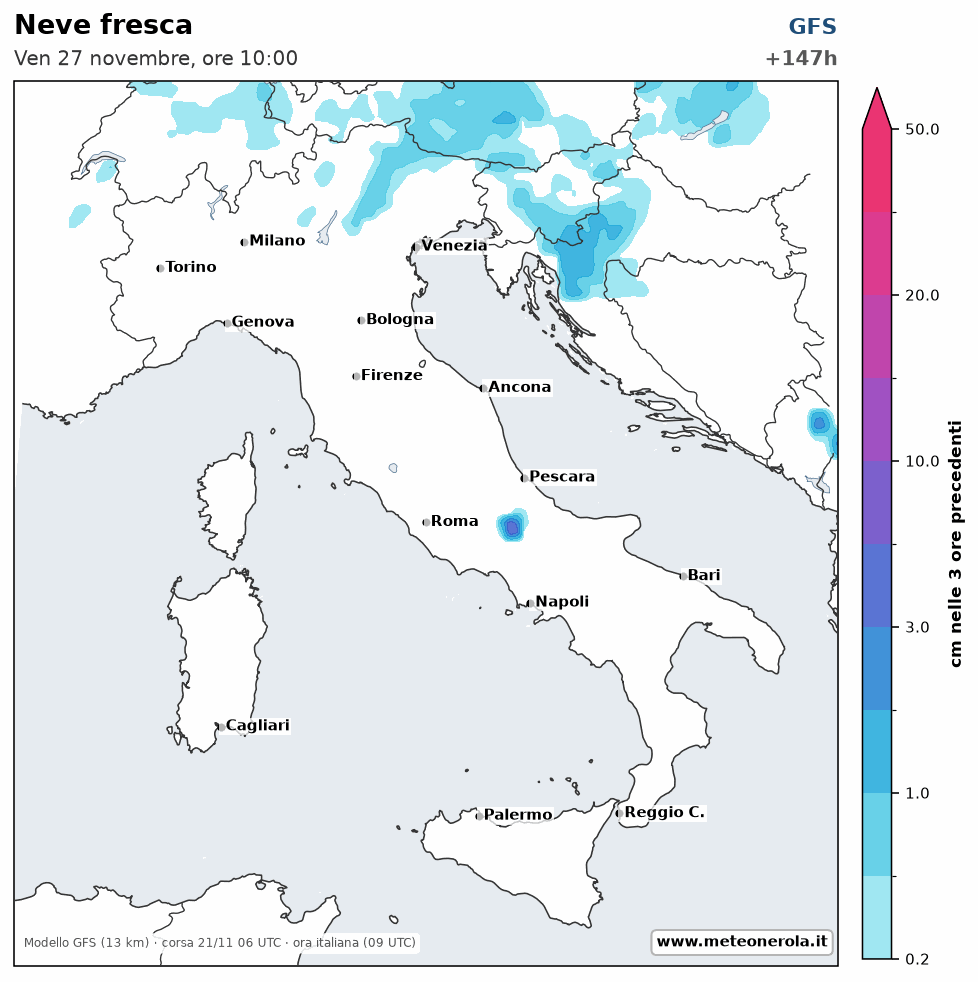 Neve fresca
GFS
Ven 27 novembre, ore 10:00
+147h
50.0
20.0
10.0
3.0
1.0
0.2
cm nelle 3 ore precedenti
Milano
Venezia
Torino
Genova
Bologna
Firenze
Ancona
Pescara
Roma
Bari
Napoli
Cagliari
Palermo
Reggio C.
Modello GFS (13 km) · corsa 21/11 06 UTC · ora italiana (09 UTC)
www.meteonerola.it